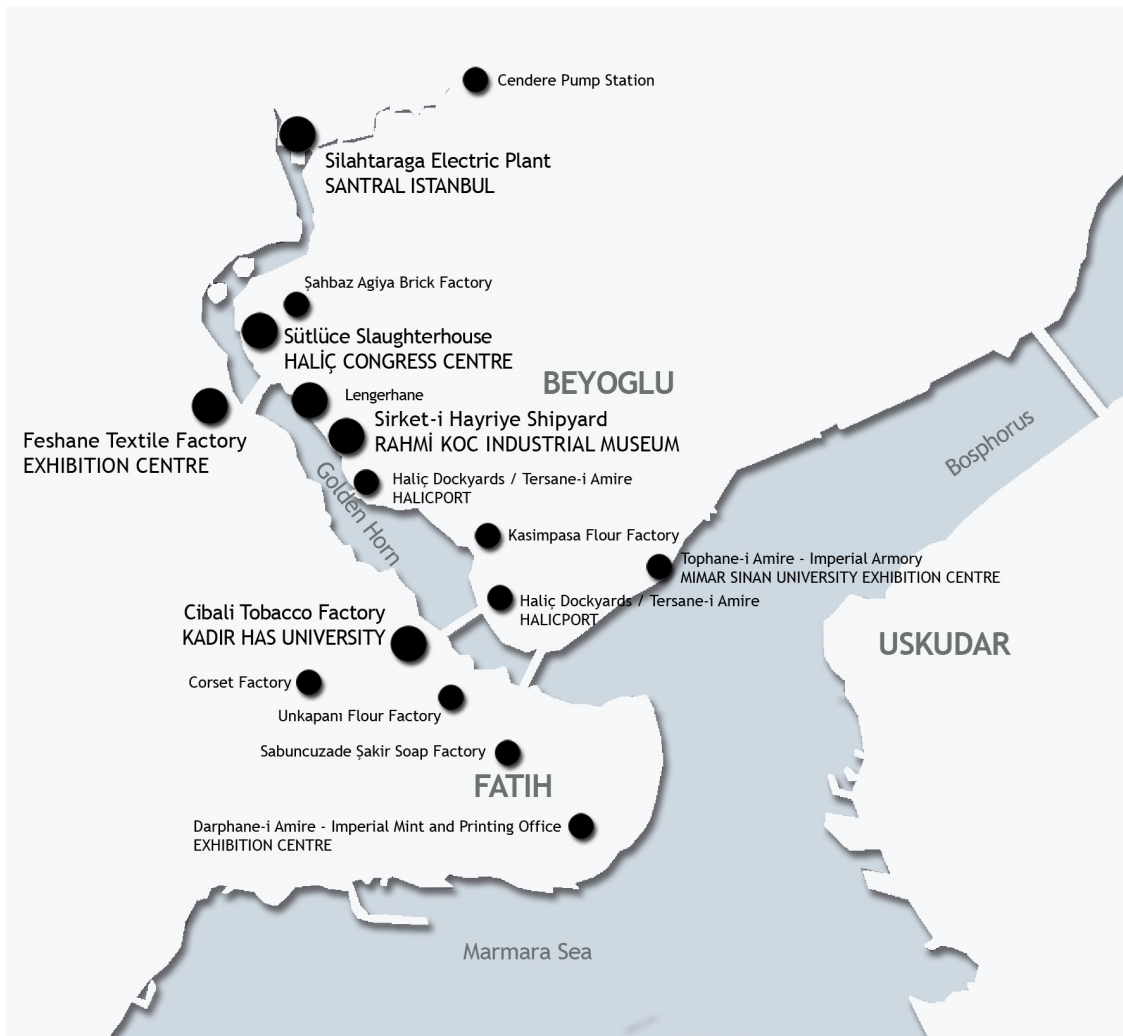 Cendere Pump Station
Silahtaraga Electric Plant
SANTRAL ISTANBUL
Şahbaz Agiya Brick Factory
Sütlüce Slaughterhouse
HALİÇ CONGRESS CENTRE
BEYOGLU
Lengerhane
Sirket-i Hayriye Shipyard
RAHMİ KOC INDUSTRIAL MUSEUM
Feshane Textile Factory
EXHIBITION CENTRE
Bosphorus
Golden Horn
Haliç Dockyards / Tersane-i Amire
HALICPORT
Kasimpasa Flour Factory
Tophane-i Amire - Imperial Armory
MIMAR SINAN UNIVERSITY EXHIBITION CENTRE
Haliç Dockyards / Tersane-i Amire
HALICPORT
Cibali Tobacco Factory
KADIR HAS UNIVERSITY
USKUDAR
Corset Factory
Unkapanı Flour Factory
Sabuncuzade Şakir Soap Factory
FATIH
Darphane-i Amire - Imperial Mint and Printing Office
EXHIBITION CENTRE
Marmara Sea